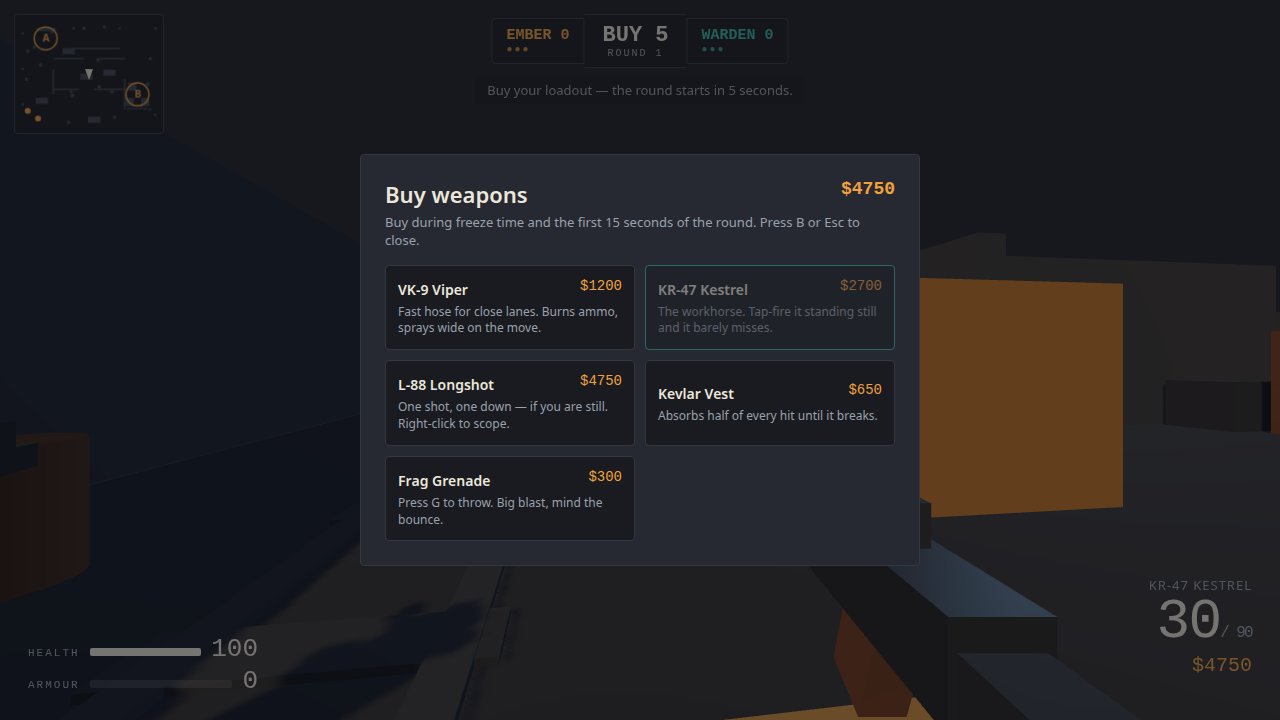 A
B
EMBER 0
BUY 5
ROUND 1
WARDEN 0
Buy your loadout — the round starts in 5 seconds.
Buy weapons
$4750
Buy during freeze time and the first 15 seconds of the round. Press B or Esc to
close.
VK-9 Viper
$1200
Fast hose for close lanes. Burns ammo,
sprays wide on the move.
KR-47 Kestrel
$2700
The workhorse. Tap-fire it standing still
and it barely misses.
L-88 Longshot
$4750
One shot, one down — if you are still.
Right-click to scope.
Kevlar Vest
$650
Absorbs half of every hit until it breaks.
Frag Grenade
$300
Press G to throw. Big blast, mind the
bounce.
HEALTH 100
ARMOUR 0
KR-47 KESTREL
30 / 90
$4750